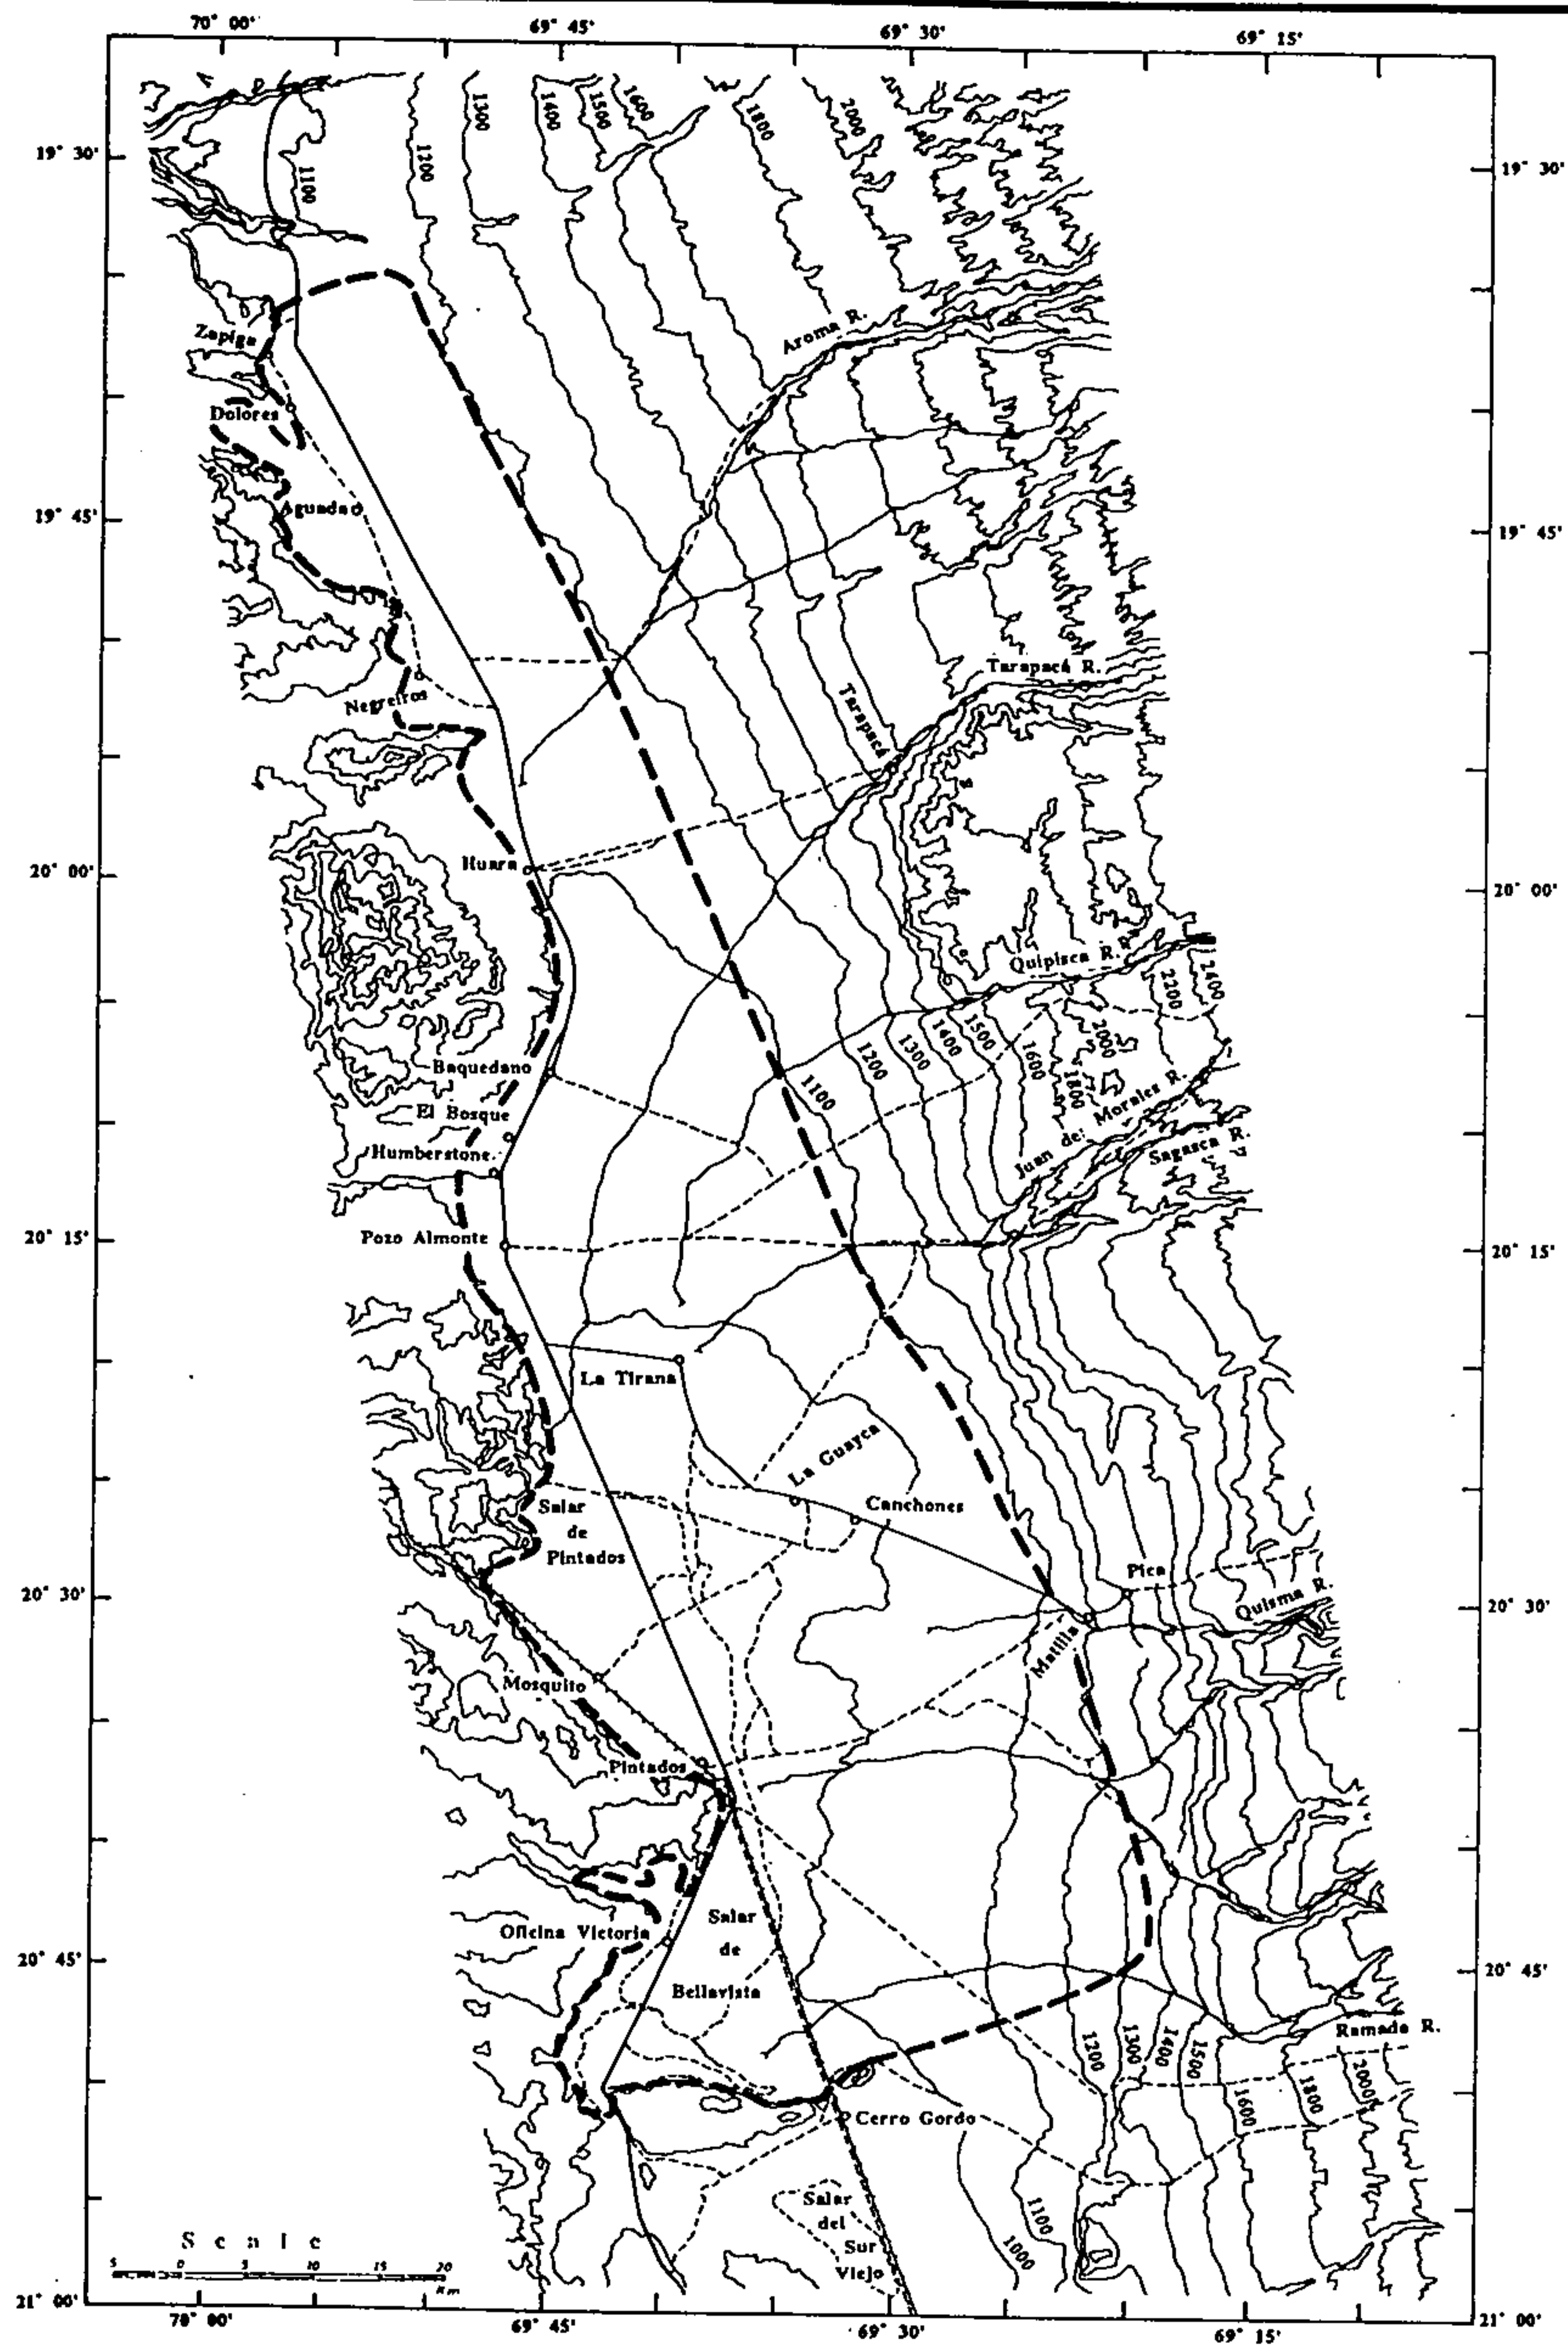 70° 00'
69° 45'
69° 30'
69° 15'
19° 30'
19° 30'
1100
1200
1300
1400
1500
1600
1800
2000
Aroma R.
Zapiga
Dolores
Aguada
19° 45'
19° 45'
Tarapacá R.
Tarapacá
Negreiros
Huara
20° 00'
20° 00'
Quipisca R.
2200
2400
1100
1200
1300
1400
1500
1600
1800
2000
Baquedano
El Bosque
Humberstone.
Juan de Morales R.
Sagasca R.
Pozo Almonte
20° 15'
20° 15'
La Tirana
La Guayca
Canchones
Salar
de
Pintados
Pica
Quisma R.
20° 30'
20° 30'
Matilla
Mosquito
Pintados
Oficina Victoria
Salar
de
Bellavista
20° 45'
20° 45'
Ramada R.
1200
1300
1400
1500
1600
1800
2000
Cerro Gordo
Salar
del
Sur
Viejo
1100
1000
Scale
5 0 5 10 15 20
Km
21° 00'
21° 00'
70° 00'
69° 45'
69° 30'
69° 15'